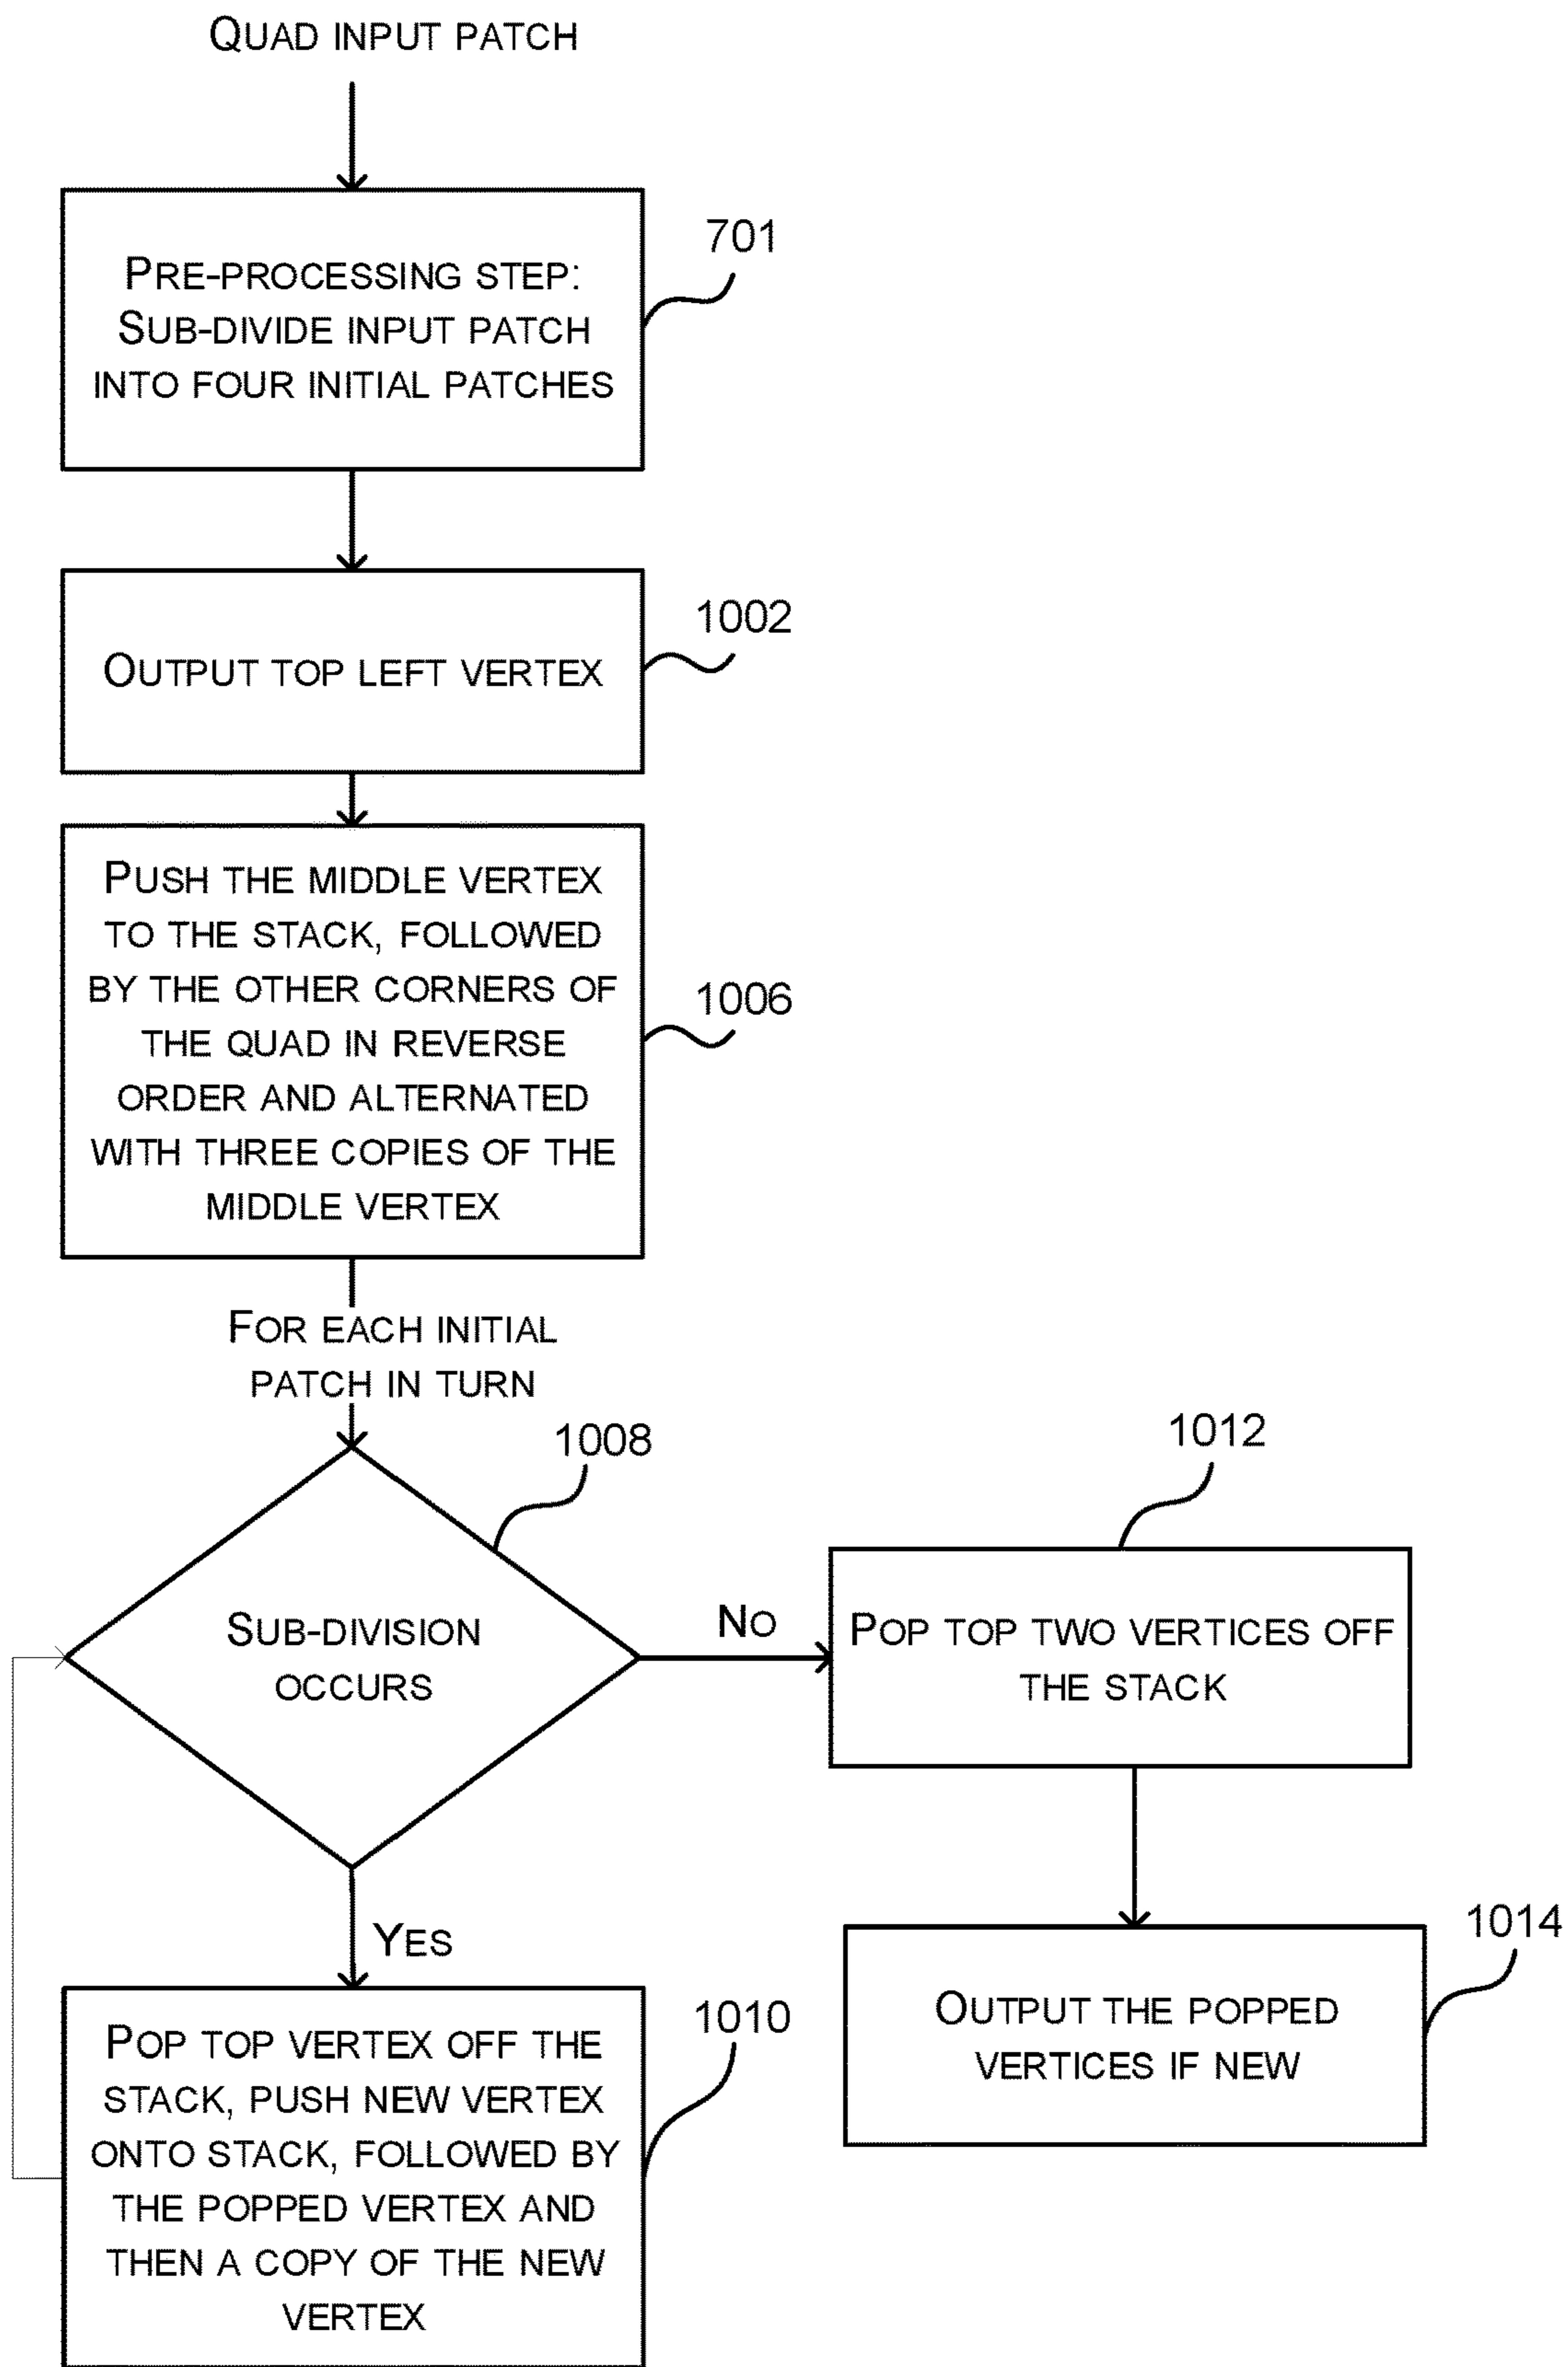 QUAD INPUT PATCH
701
PRE-PROCESSING STEP:
SUB-DIVIDE INPUT PATCH
INTO FOUR INITIAL PATCHES
1002
OUTPUT TOP LEFT VERTEX
PUSH THE MIDDLE VERTEX
TO THE STACK, FOLLOWED
BY THE OTHER CORNERS OF
THE QUAD IN REVERSE
ORDER AND ALTERNATED
WITH THREE COPIES OF THE
MIDDLE VERTEX
1006
FOR EACH INITIAL
PATCH IN TURN
1008
SUB-DIVISION
OCCURS
NO
1012
POP TOP TWO VERTICES OFF
THE STACK
YES
1010
POP TOP VERTEX OFF THE
STACK, PUSH NEW VERTEX
ONTO STACK, FOLLOWED BY
THE POPPED VERTEX AND
THEN A COPY OF THE NEW
VERTEX
1014
OUTPUT THE POPPED
VERTICES IF NEW